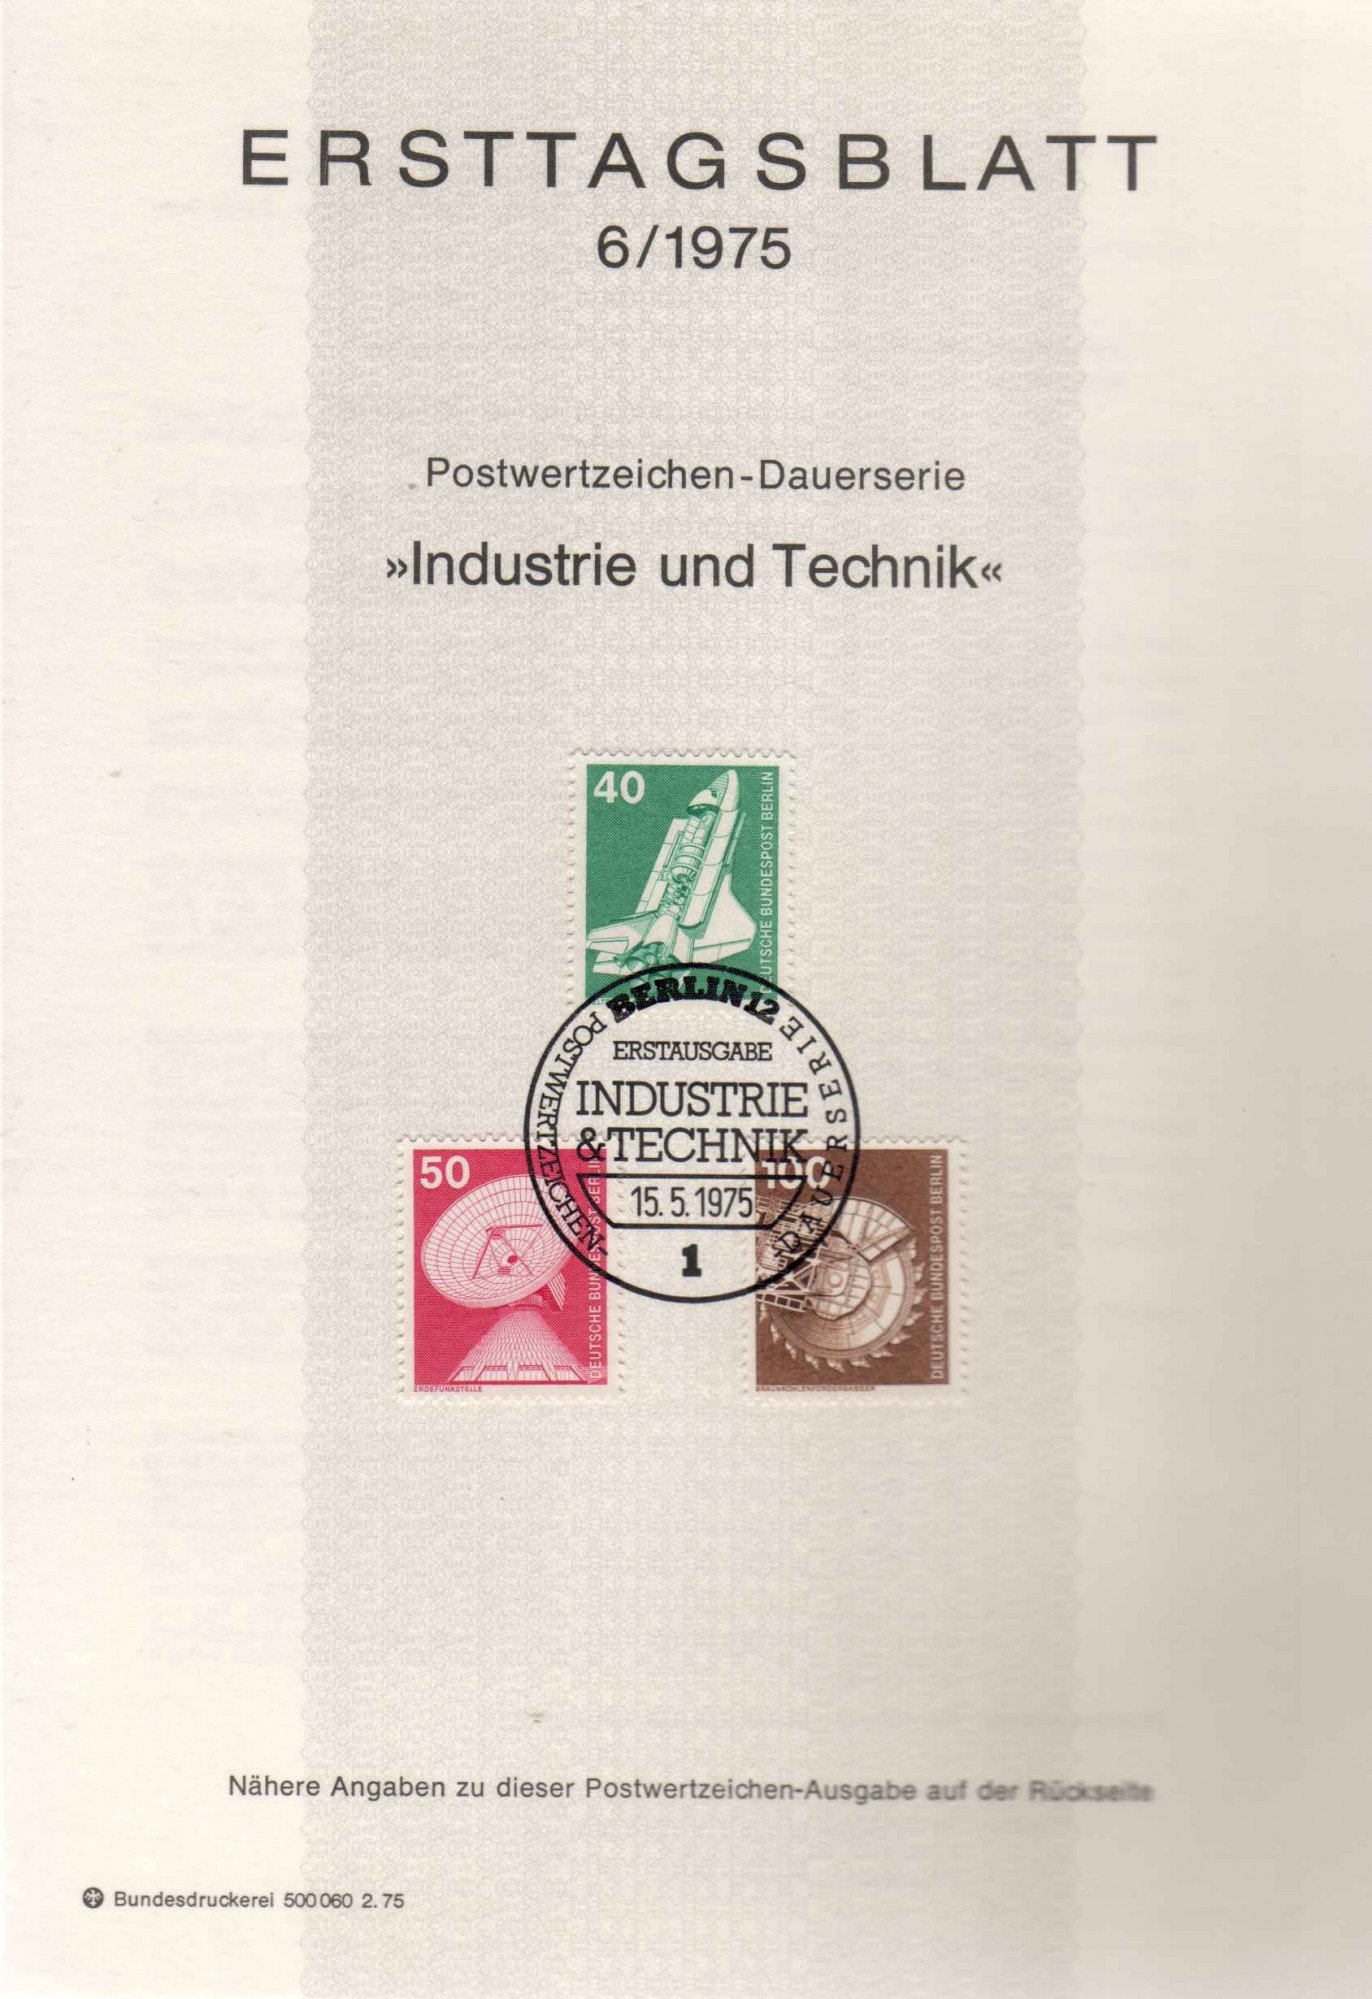 ERSTTAGSBLATT
6/1975
Postwertzeichen-Dauerserie
»Industrie und Technik«
40
DEUTSCHE BUNDESPOST BERLIN
BERLIN 12
POSTWERTZEICHEN-
-DAUERSERIE
ERSTAUSGABE
INDUSTRIE
& TECHNIK
15.5.1975
1
50
DEUTSCHE BUNDESPOST BERLIN
ERDEFUNKSTELLE
100
DEUTSCHE BUNDESPOST BERLIN
BRAUNKOHLENFÖRDERBAGGER
Nähere Angaben zu dieser Postwertzeichen-Ausgabe auf der Rückseite
Bundesdruckerei 500060 2.75